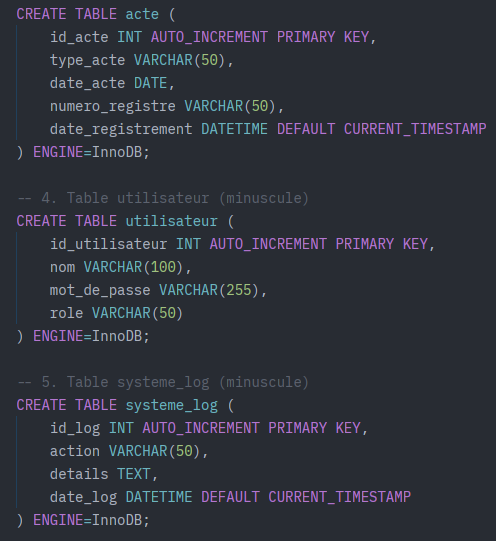 CREATE TABLE acte (
    id_acte INT AUTO_INCREMENT PRIMARY KEY,
    type_acte VARCHAR(50),
    date_acte DATE,
    numero_registre VARCHAR(50),
    date_registrement DATETIME DEFAULT CURRENT_TIMESTAMP
) ENGINE=InnoDB;

-- 4. Table utilisateur (minuscule)
CREATE TABLE utilisateur (
    id_utilisateur INT AUTO_INCREMENT PRIMARY KEY,
    nom VARCHAR(100),
    mot_de_passe VARCHAR(255),
    role VARCHAR(50)
) ENGINE=InnoDB;

-- 5. Table systeme_log (minuscule)
CREATE TABLE systeme_log (
    id_log INT AUTO_INCREMENT PRIMARY KEY,
    action VARCHAR(50),
    details TEXT,
    date_log DATETIME DEFAULT CURRENT_TIMESTAMP
) ENGINE=InnoDB;